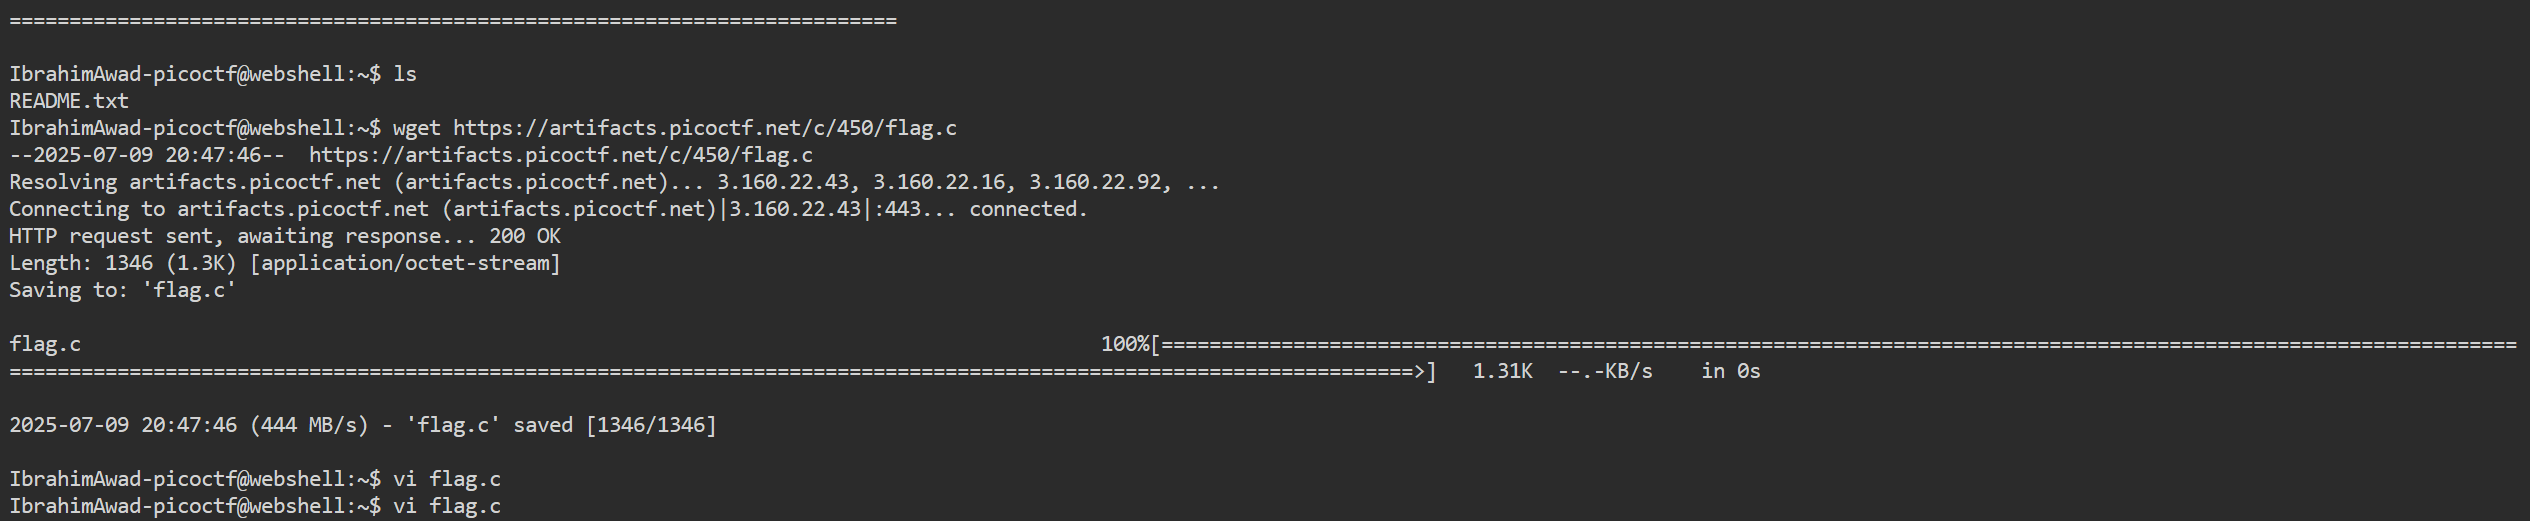 ==========================================================================
IbrahimAwad-picoctf@webshell:~$ ls
README.txt
IbrahimAwad-picoctf@webshell:~$ wget https://artifacts.picoctf.net/c/450/flag.c
--2025-07-09 20:47:46--  https://artifacts.picoctf.net/c/450/flag.c
Resolving artifacts.picoctf.net (artifacts.picoctf.net)... 3.160.22.43, 3.160.22.16, 3.160.22.92, ...
Connecting to artifacts.picoctf.net (artifacts.picoctf.net)|3.160.22.43|:443... connected.
HTTP request sent, awaiting response... 200 OK
Length: 1346 (1.3K) [application/octet-stream]
Saving to: 'flag.c'
flag.c 100%[=================================================================================================================
=====================================================================================================================>]   1.31K  --.-KB/s    in 0s
2025-07-09 20:47:46 (444 MB/s) - 'flag.c' saved [1346/1346]
IbrahimAwad-picoctf@webshell:~$ vi flag.c
IbrahimAwad-picoctf@webshell:~$ vi flag.c